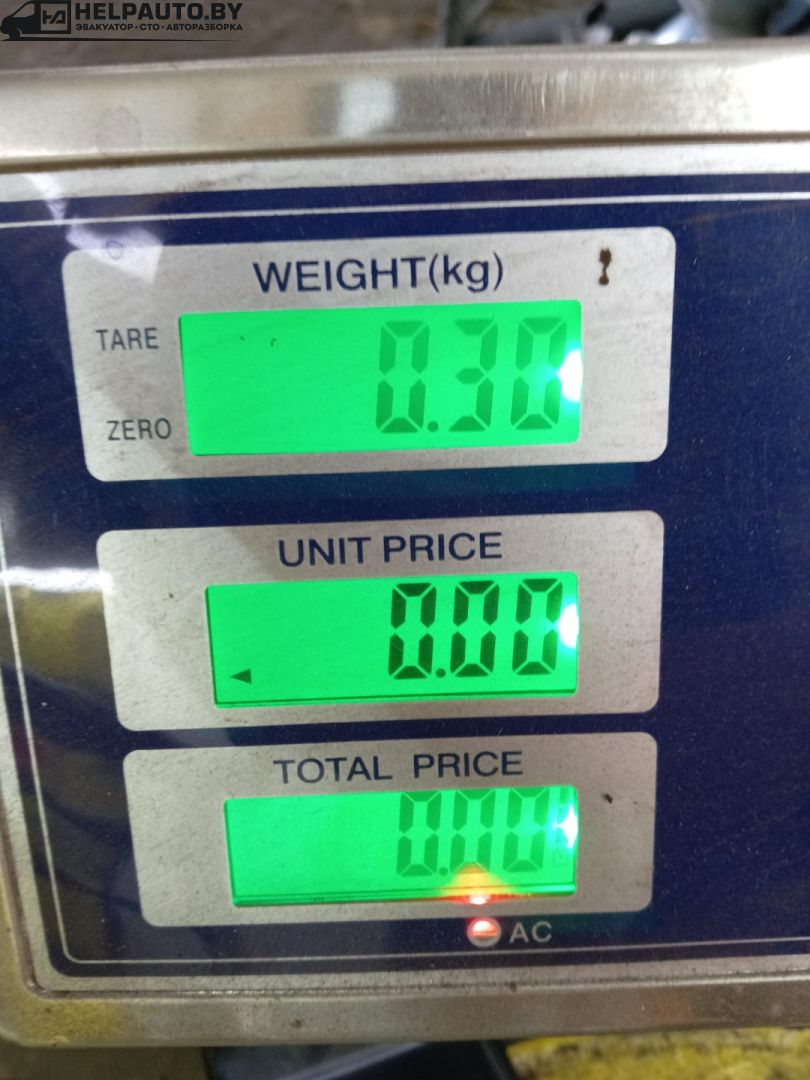 HELPAUTO.BY
ЭВАКУАТОР • СТО • АВТОРАЗБОРКА
WEIGHT(kg)
TARE
0.30
ZERO
UNIT PRICE
0.00
TOTAL PRICE
0.00
AC